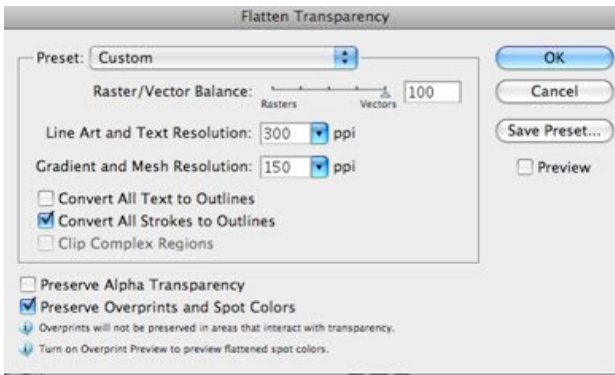 Flatten Transparency
Preset: Custom
OK
Raster/Vector Balance: 100
Rasters Vectors
Cancel
Line Art and Text Resolution: 300 ppi
Save Preset...
Gradient and Mesh Resolution: 150 ppi
Preview
Convert All Text to Outlines
Convert All Strokes to Outlines
Clip Complex Regions
Preserve Alpha Transparency
Preserve Overprints and Spot Colors
Overprints will not be preserved in areas that interact with transparency.
Turn on Overprint Preview to preview flattened spot colors.